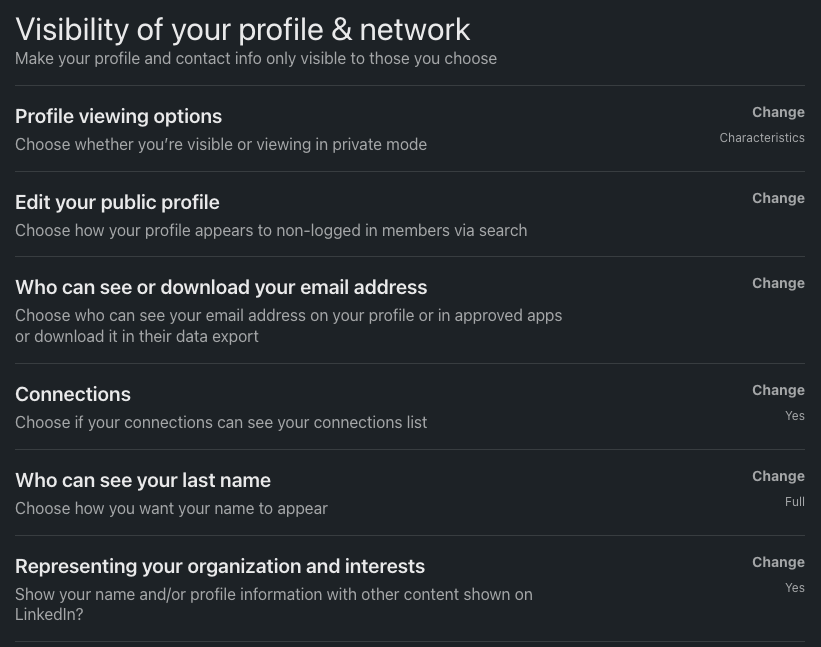 Visibility of your profile & network
Make your profile and contact info only visible to those you choose
Profile viewing options
Change
Choose whether you’re visible or viewing in private mode
Characteristics
Edit your public profile
Change
Choose how your profile appears to non-logged in members via search
Who can see or download your email address
Change
Choose who can see your email address on your profile or in approved apps
or download it in their data export
Connections
Change
Choose if your connections can see your connections list
Yes
Who can see your last name
Change
Choose how you want your name to appear
Full
Representing your organization and interests
Change
Show your name and/or profile information with other content shown on
LinkedIn?
Yes